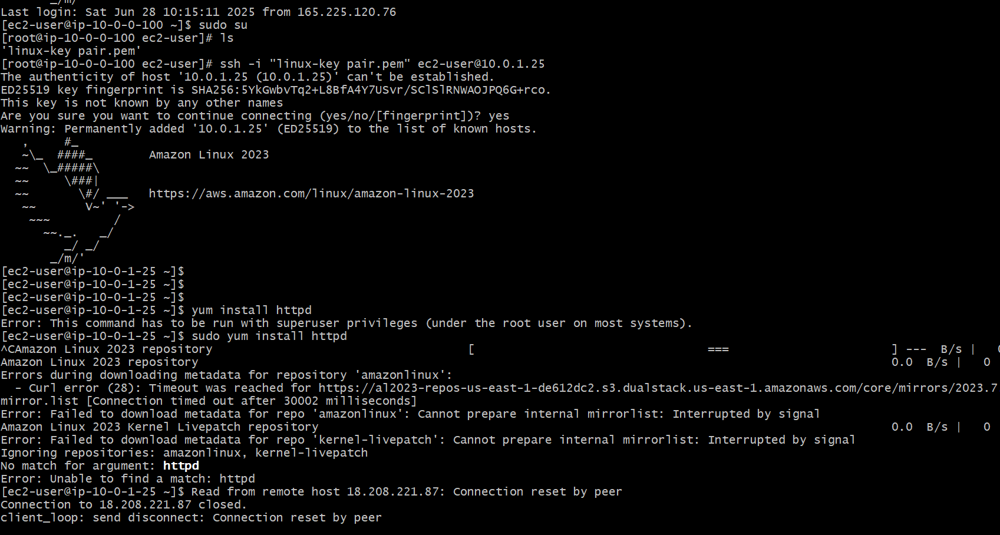 _/m/'
Last login: Sat Jun 28 10:15:11 2025 from 165.225.120.76
[ec2-user@ip-10-0-0-100 ~]$ sudo su
[root@ip-10-0-0-100 ec2-user]# ls
'linux-key pair.pem'
[root@ip-10-0-0-100 ec2-user]# ssh -i "linux-key pair.pem" ec2-user@10.0.1.25
The authenticity of host '10.0.1.25 (10.0.1.25)' can't be established.
ED25519 key fingerprint is SHA256:5YkGwbvTq2+L8BfA4Y7USvr/SClSlRNWAOJPQ6G+rco.
This key is not known by any other names
Are you sure you want to continue connecting (yes/no/[fingerprint])? yes
Warning: Permanently added '10.0.1.25' (ED25519) to the list of known hosts.
   ,     #_
   ~\_  ####_        Amazon Linux 2023
  ~~  \_#####\
  ~~     \###|
  ~~       \#/ ___   https://aws.amazon.com/linux/amazon-linux-2023
   ~~       V~' '->
    ~~~         /
      ~~._.   _/
         _/ _/
       _/m/'
[ec2-user@ip-10-0-1-25 ~]$
[ec2-user@ip-10-0-1-25 ~]$
[ec2-user@ip-10-0-1-25 ~]$
[ec2-user@ip-10-0-1-25 ~]$ yum install httpd
Error: This command has to be run with superuser privileges (under the root user on most systems).
[ec2-user@ip-10-0-1-25 ~]$ sudo yum install httpd
^CAmazon Linux 2023 repository                                    [                                 ===                       ] ---  B/s |   0
Amazon Linux 2023 repository                                                                                                  0.0  B/s |   0
Errors during downloading metadata for repository 'amazonlinux':
  - Curl error (28): Timeout was reached for https://al2023-repos-us-east-1-de612dc2.s3.dualstack.us-east-1.amazonaws.com/core/mirrors/2023.7
mirror.list [Connection timed out after 30002 milliseconds]
Error: Failed to download metadata for repo 'amazonlinux': Cannot prepare internal mirrorlist: Interrupted by signal
Amazon Linux 2023 Kernel Livepatch repository                                                                                 0.0  B/s |   0
Error: Failed to download metadata for repo 'kernel-livepatch': Cannot prepare internal mirrorlist: Interrupted by signal
Ignoring repositories: amazonlinux, kernel-livepatch
No match for argument: httpd
Error: Unable to find a match: httpd
[ec2-user@ip-10-0-1-25 ~]$ Read from remote host 18.208.221.87: Connection reset by peer
Connection to 18.208.221.87 closed.
client_loop: send disconnect: Connection reset by peer